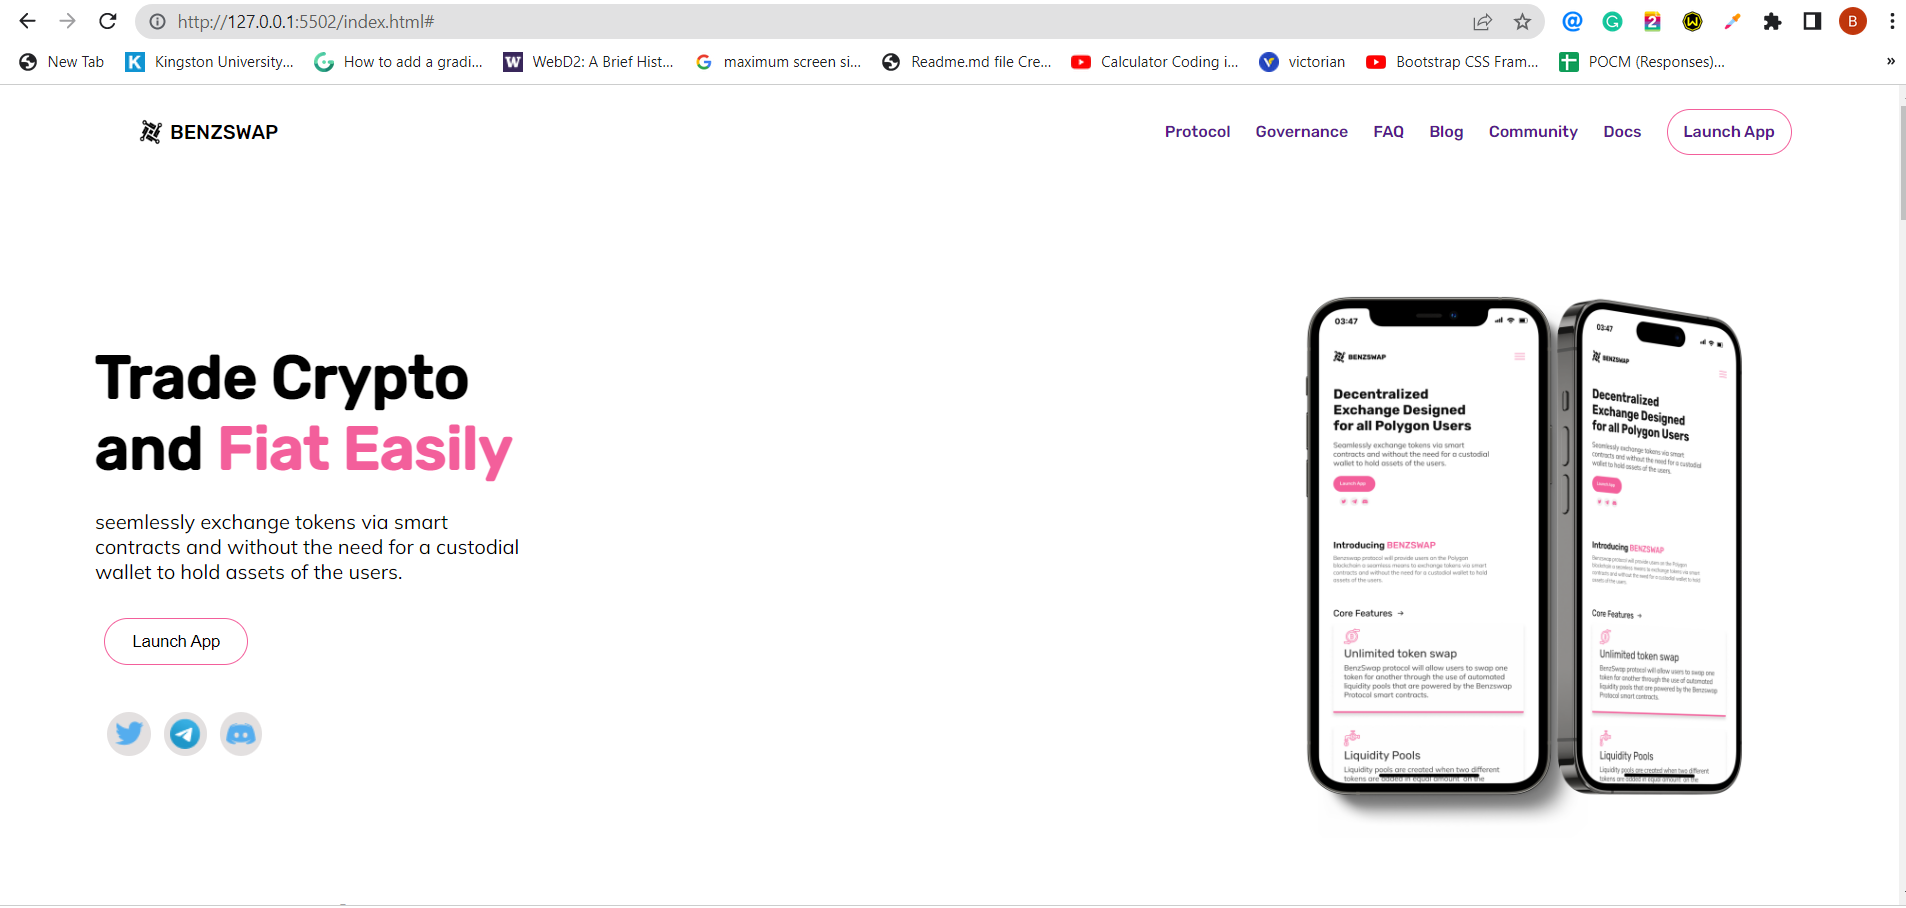 http://127.0.0.1:5502/index.html#
B
New Tab
Kingston University...
How to add a gradi...
WebD2: A Brief Hist...
maximum screen si...
Readme.md file Cre...
Calculator Coding i...
victorian
Bootstrap CSS Fram...
POCM (Responses)...
»
BENZSWAP
Protocol
Governance
FAQ
Blog
Community
Docs
Launch App
Trade Crypto
and Fiat Easily
seemlessly exchange tokens via smart
contracts and without the need for a custodial
wallet to hold assets of the users.
Launch App
03:47
BENZSWAP
Decentralized
Exchange Designed
for all Polygon Users
Seamlessly exchange tokens via smart
contracts and without the need for a custodial
wallet to hold assets of the users.
Launch App
Introducing BENZSWAP
Benzswap protocol will provide users on the Polygon
blockchain a seamless means to exchange tokens via smart
contracts and without the need for a custodial wallet to hold
assets of the users.
Core Features →
Unlimited token swap
BenzSwap protocol will allow users to swap one
token for another through the use of automated
liquidity pools that are powered by the Benzswap
Protocol smart contracts.
Liquidity Pools
Liquidity pools are created when two different
tokens are added in equal amount on the
03:47
BENZSWAP
Decentralized
Exchange Designed
for all Polygon Users
Seamlessly exchange tokens via smart
contracts and without the need for a custodial
wallet to hold assets of the users.
Launch App
Introducing BENZSWAP
Benzswap protocol will provide users on the Polygon
blockchain a seamless means to exchange tokens via smart
contracts and without the need for a custodial wallet to hold
assets of the users.
Core Features →
Unlimited token swap
BenzSwap protocol will allow users to swap one
token for another through the use of automated
liquidity pools that are powered by the Benzswap
Protocol smart contracts.
Liquidity Pools
Liquidity pools are created when two different
tokens are added in equal amount on the